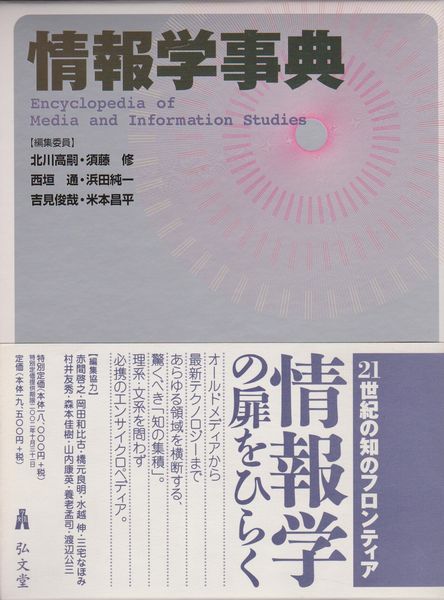 情報学事典
Encyclopedia of
Media and Information Studies
【編集委員】
北川高嗣・須藤 修
西垣 通・浜田純一
吉見俊哉・米本昌平
21世紀の知のフロンティア
情報学
の扉をひらく
オールドメディアから
最新テクノロジーまで
あらゆる領域を横断する、
驚くべき「知の集積」。
理系・文系を問わず
必携のエンサイクロペディア。
【編集協力】
赤間啓之・岡田和比古・橋元良明・水越 伸・三宅なほみ
村井友秀・森本佳樹・山内康英・養老孟司・渡辺公三
特別定価(本体一八、〇〇〇円+税)
特別定価提供期限二〇〇二年十月三十一日
定価(本体一九、五〇〇円+税)
弘文堂